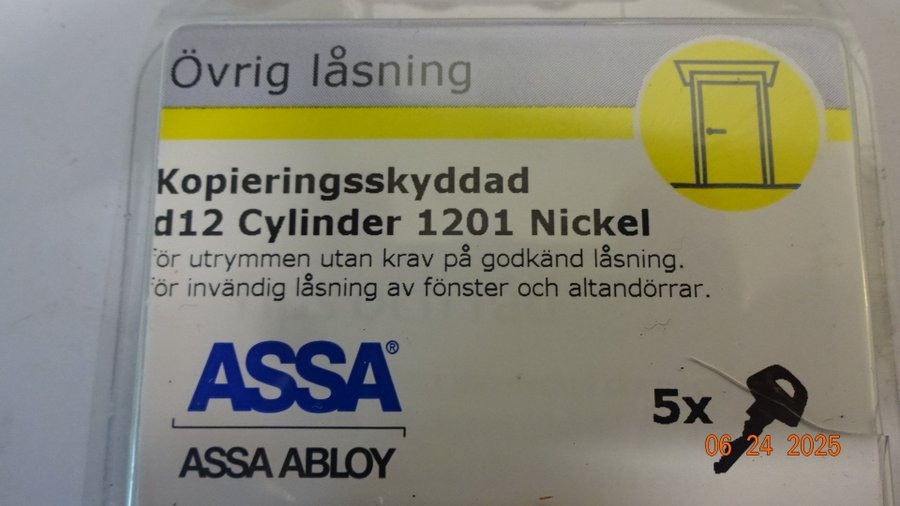 Övrig låsning
Kopieringsskyddad
d12 Cylinder 1201 Nickel
ör utrymmen utan krav på godkänd låsning.
ör invändig låsning av fönster och altandörrar.
ASSA®
ASSA ABLOY
5x
06 24 2025